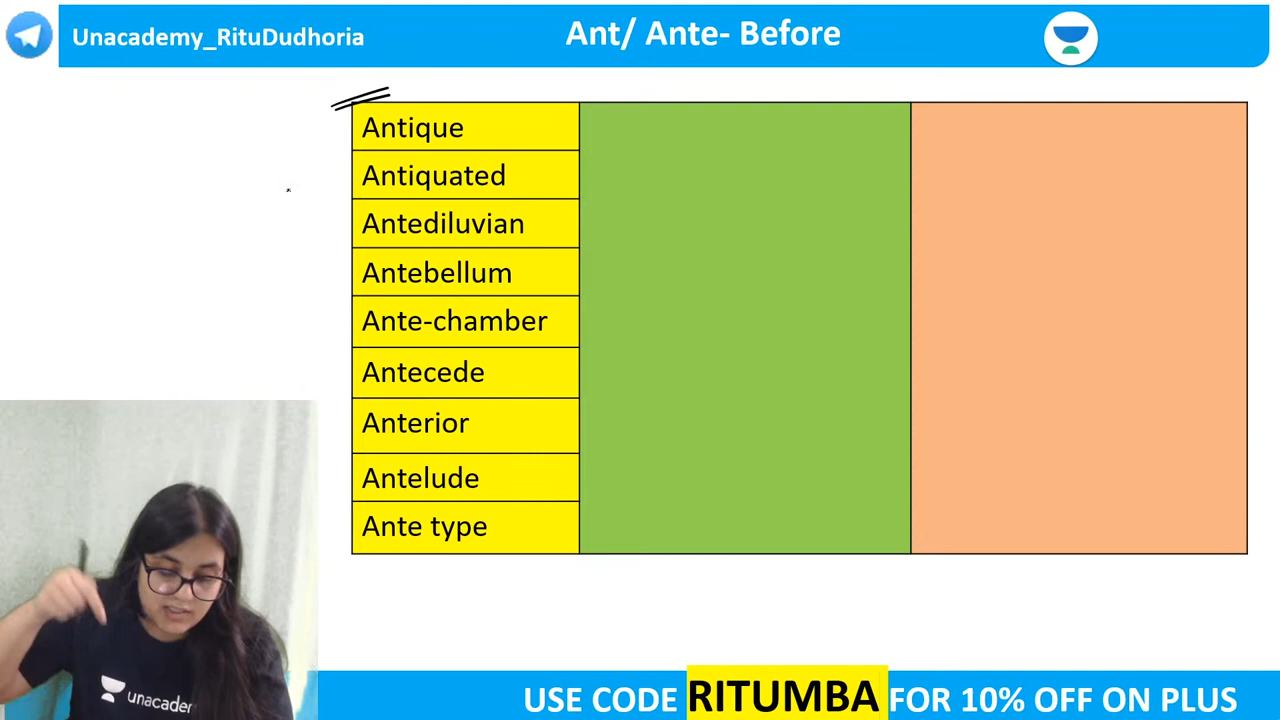 Unacademy_RituDudhoria
Ant/ Ante- Before
Antique
Antiquated
Antediluvian
Antebellum
Ante-chamber
Antecede
Anterior
Antelude
Ante type
unacademy
USE CODE RITUMBA FOR 10% OFF ON PLUS